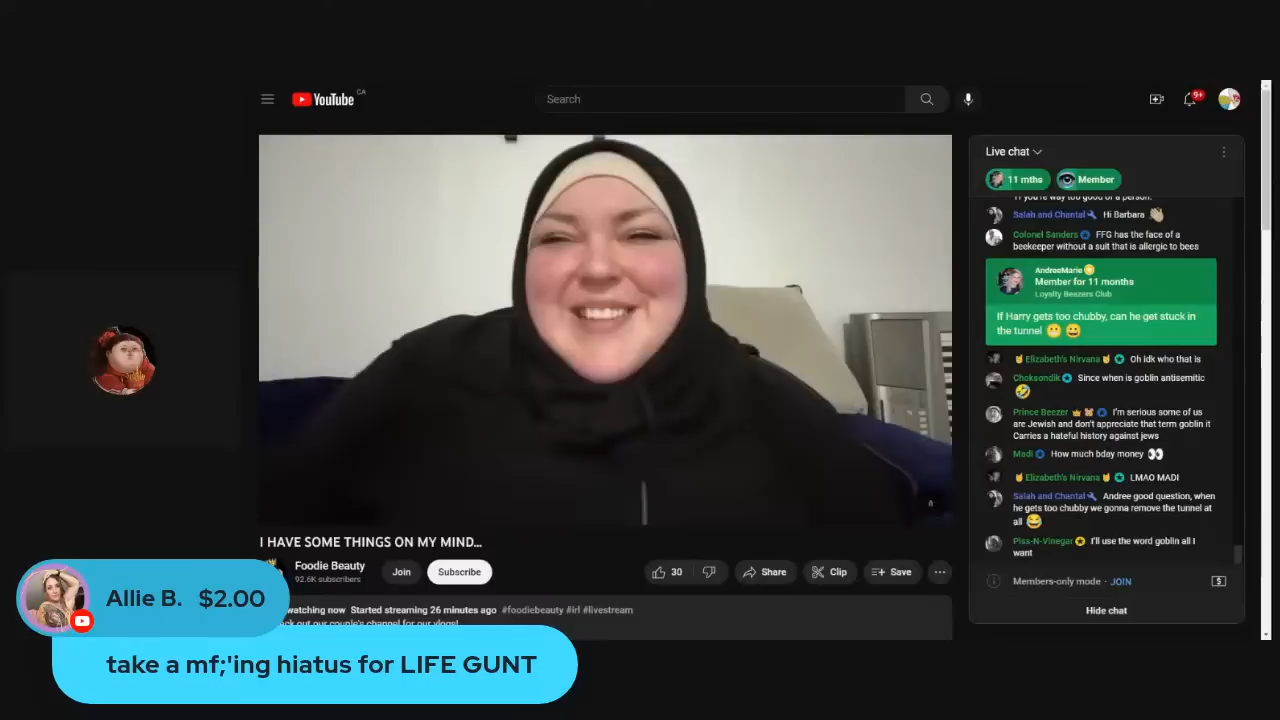 YouTube CA
Search
9+
Live chat
11 mths
Member
Salah and Chantal Hi Barbara
Colonel Sanders FFG has the face of a
beekeeper without a suit that is allergic to bees
AndreeMarie
Member for 11 months
Loyalty Beezers Club
If Harry gets too chubby, can he get stuck in
the tunnel
Elizabeth's Nirvana Oh idk who that is
Choksondik Since when is goblin antisemitic
Prince Beezer I'm serious some of us
are Jewish and don't appreciate that term goblin it
Carries a hateful history against jews
Madi How much bday money
Elizabeth's Nirvana LMAO MADI
Salah and Chantal Andree good question, when
he gets too chubby we gonna remove the tunnel at
all
Piss-N-Vinegar I'll use the word goblin all I
want
Members-only mode - JOIN
Hide chat
I HAVE SOME THINGS ON MY MIND...
Foodie Beauty
92.6K subscribers
Join
Subscribe
30
Share
Clip
Save
watching now Started streaming 26 minutes ago #foodiebeauty #irl #livestream
out our couple's channel for our vlogs!
Allie B. $2.00
take a mf;'ing hiatus for LIFE GUNT